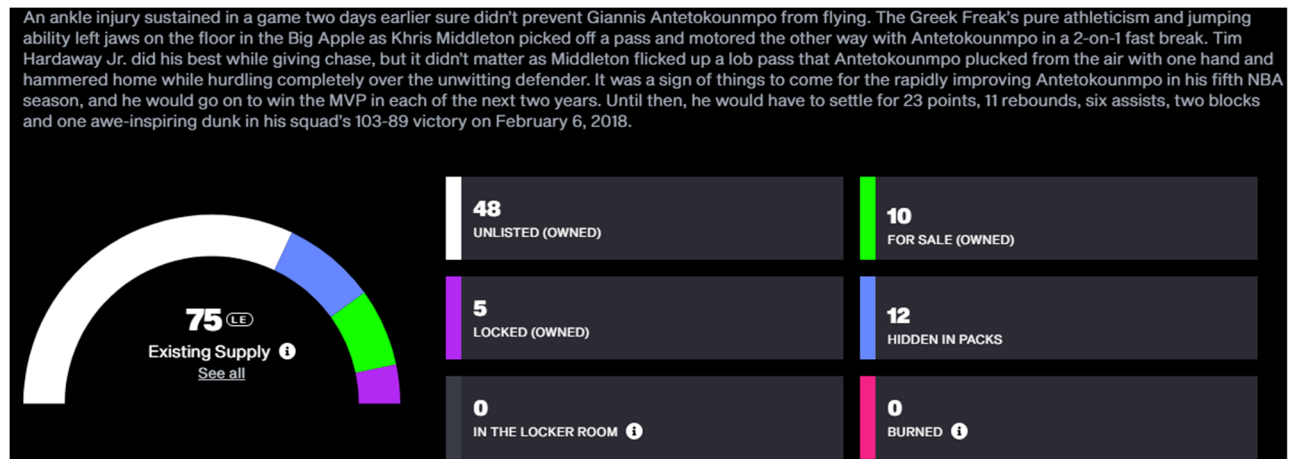 An ankle injury sustained in a game two days earlier sure didn't prevent Giannis Antetokounmpo from flying. The Greek Freak's pure athleticism and jumping
ability left jaws on the floor in the Big Apple as Khris Middleton picked off a pass and motored the other way with Antetokounmpo in a 2-on-1 fast break. Tim
Hardaway Jr. did his best while giving chase, but it didn't matter as Middleton flicked up a lob pass that Antetokounmpo plucked from the air with one hand and
hammered home while hurdling completely over the unwitting defender. It was a sign of things to come for the rapidly improving Antetokounmpo in his fifth NBA
season, and he would go on to win the MVP in each of the next two years. Until then, he would have to settle for 23 points, 11 rebounds, six assists, two blocks
and one awe-inspiring dunk in his squad's 103-89 victory on February 6, 2018.
75 LE
Existing Supply i
See all
48
UNLISTED (OWNED)
10
FOR SALE (OWNED)
5
LOCKED (OWNED)
12
HIDDEN IN PACKS
0
IN THE LOCKER ROOM i
0
BURNED i